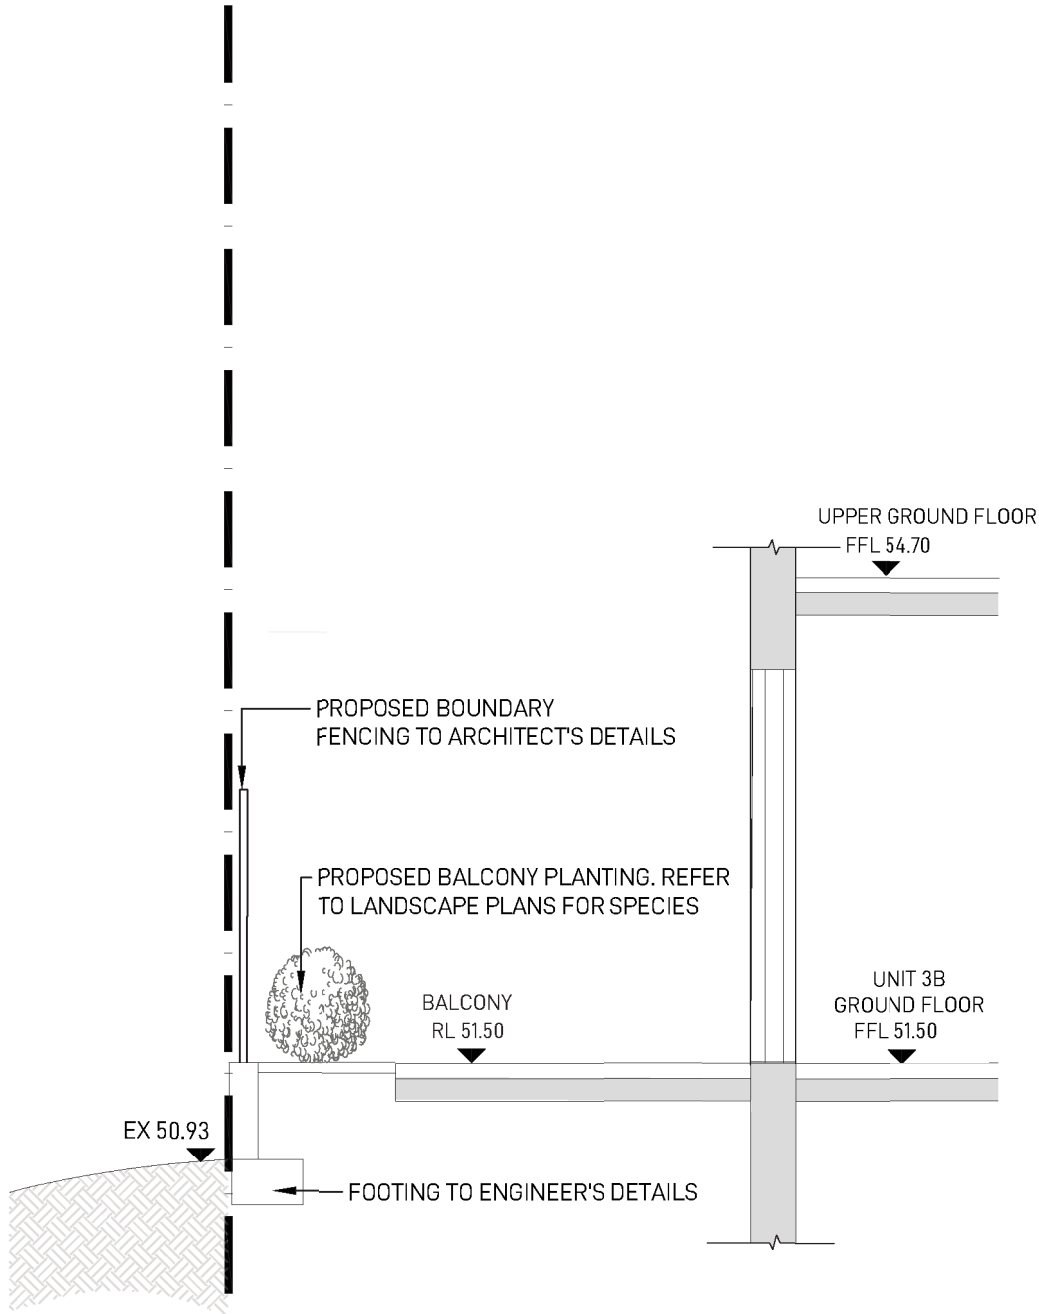 UPPER GROUND FLOOR
FFL 54.70
PROPOSED BOUNDARY
FENCING TO ARCHITECT'S DETAILS
PROPOSED BALCONY PLANTING. REFER
TO LANDSCAPE PLANS FOR SPECIES
BALCONY
RL 51.50
UNIT 3B
GROUND FLOOR
FFL 51.50
EX 50.93
FOOTING TO ENGINEER'S DETAILS